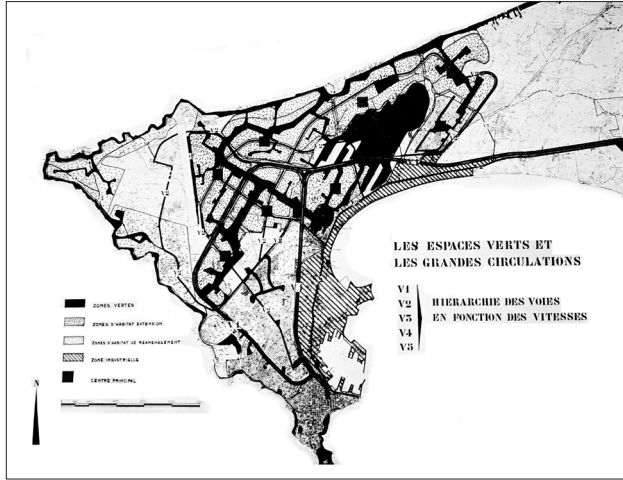 LES ESPACES VERTS ET
LES GRANDES CIRCULATIONS
V1
V2
V3
V4
V5
HIERARCHIE DES VOIES
EN FONCTION DES VITESSES
ZONES VERTES
ZONES D'HABITAT EXTENSION
ZONES D'HABITAT DE REAMENAGEMENT
ZONE INDUSTRIELLE
CENTRE PRINCIPAL
N